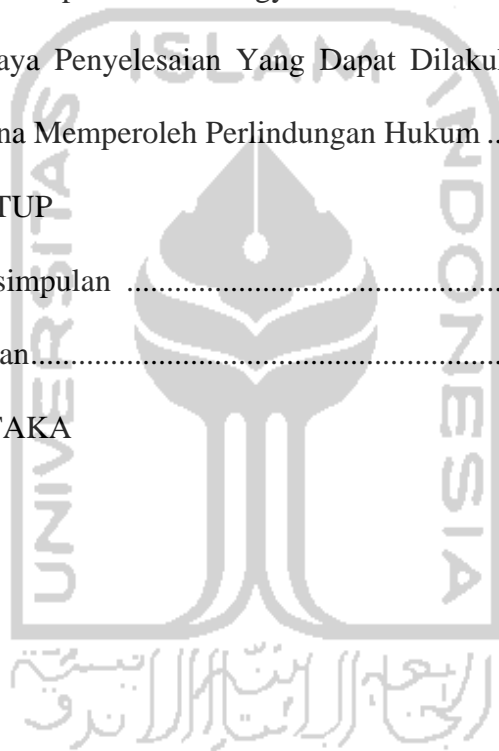 aya Penyelesaian Yang Dapat Dilaku
na Memperoleh Perlindungan Hukum ..
TUP
simpulan ..........................................
an.........................................................
TAKA
ISLAM
UNIVERSITAS
INDONESIA